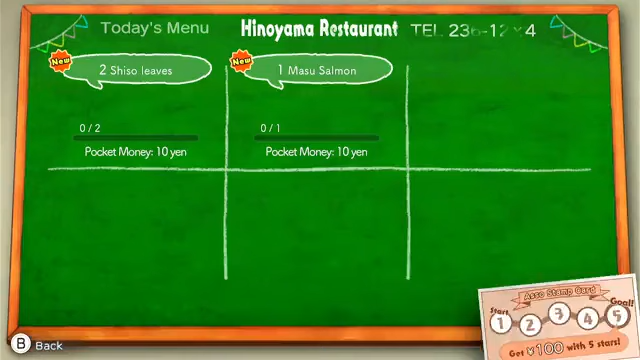 Today's Menu
Hinoyama Restaurant
TEL
New
2 Shiso leaves
New
1 Masu Salmon
0 / 2
0 / 1
Pocket Money: 10 yen
Pocket Money: 10 yen
Asso Stamp Card
Start
Goal!
1 2 3 4 5
Get ¥100 with 5 stars!
B Back